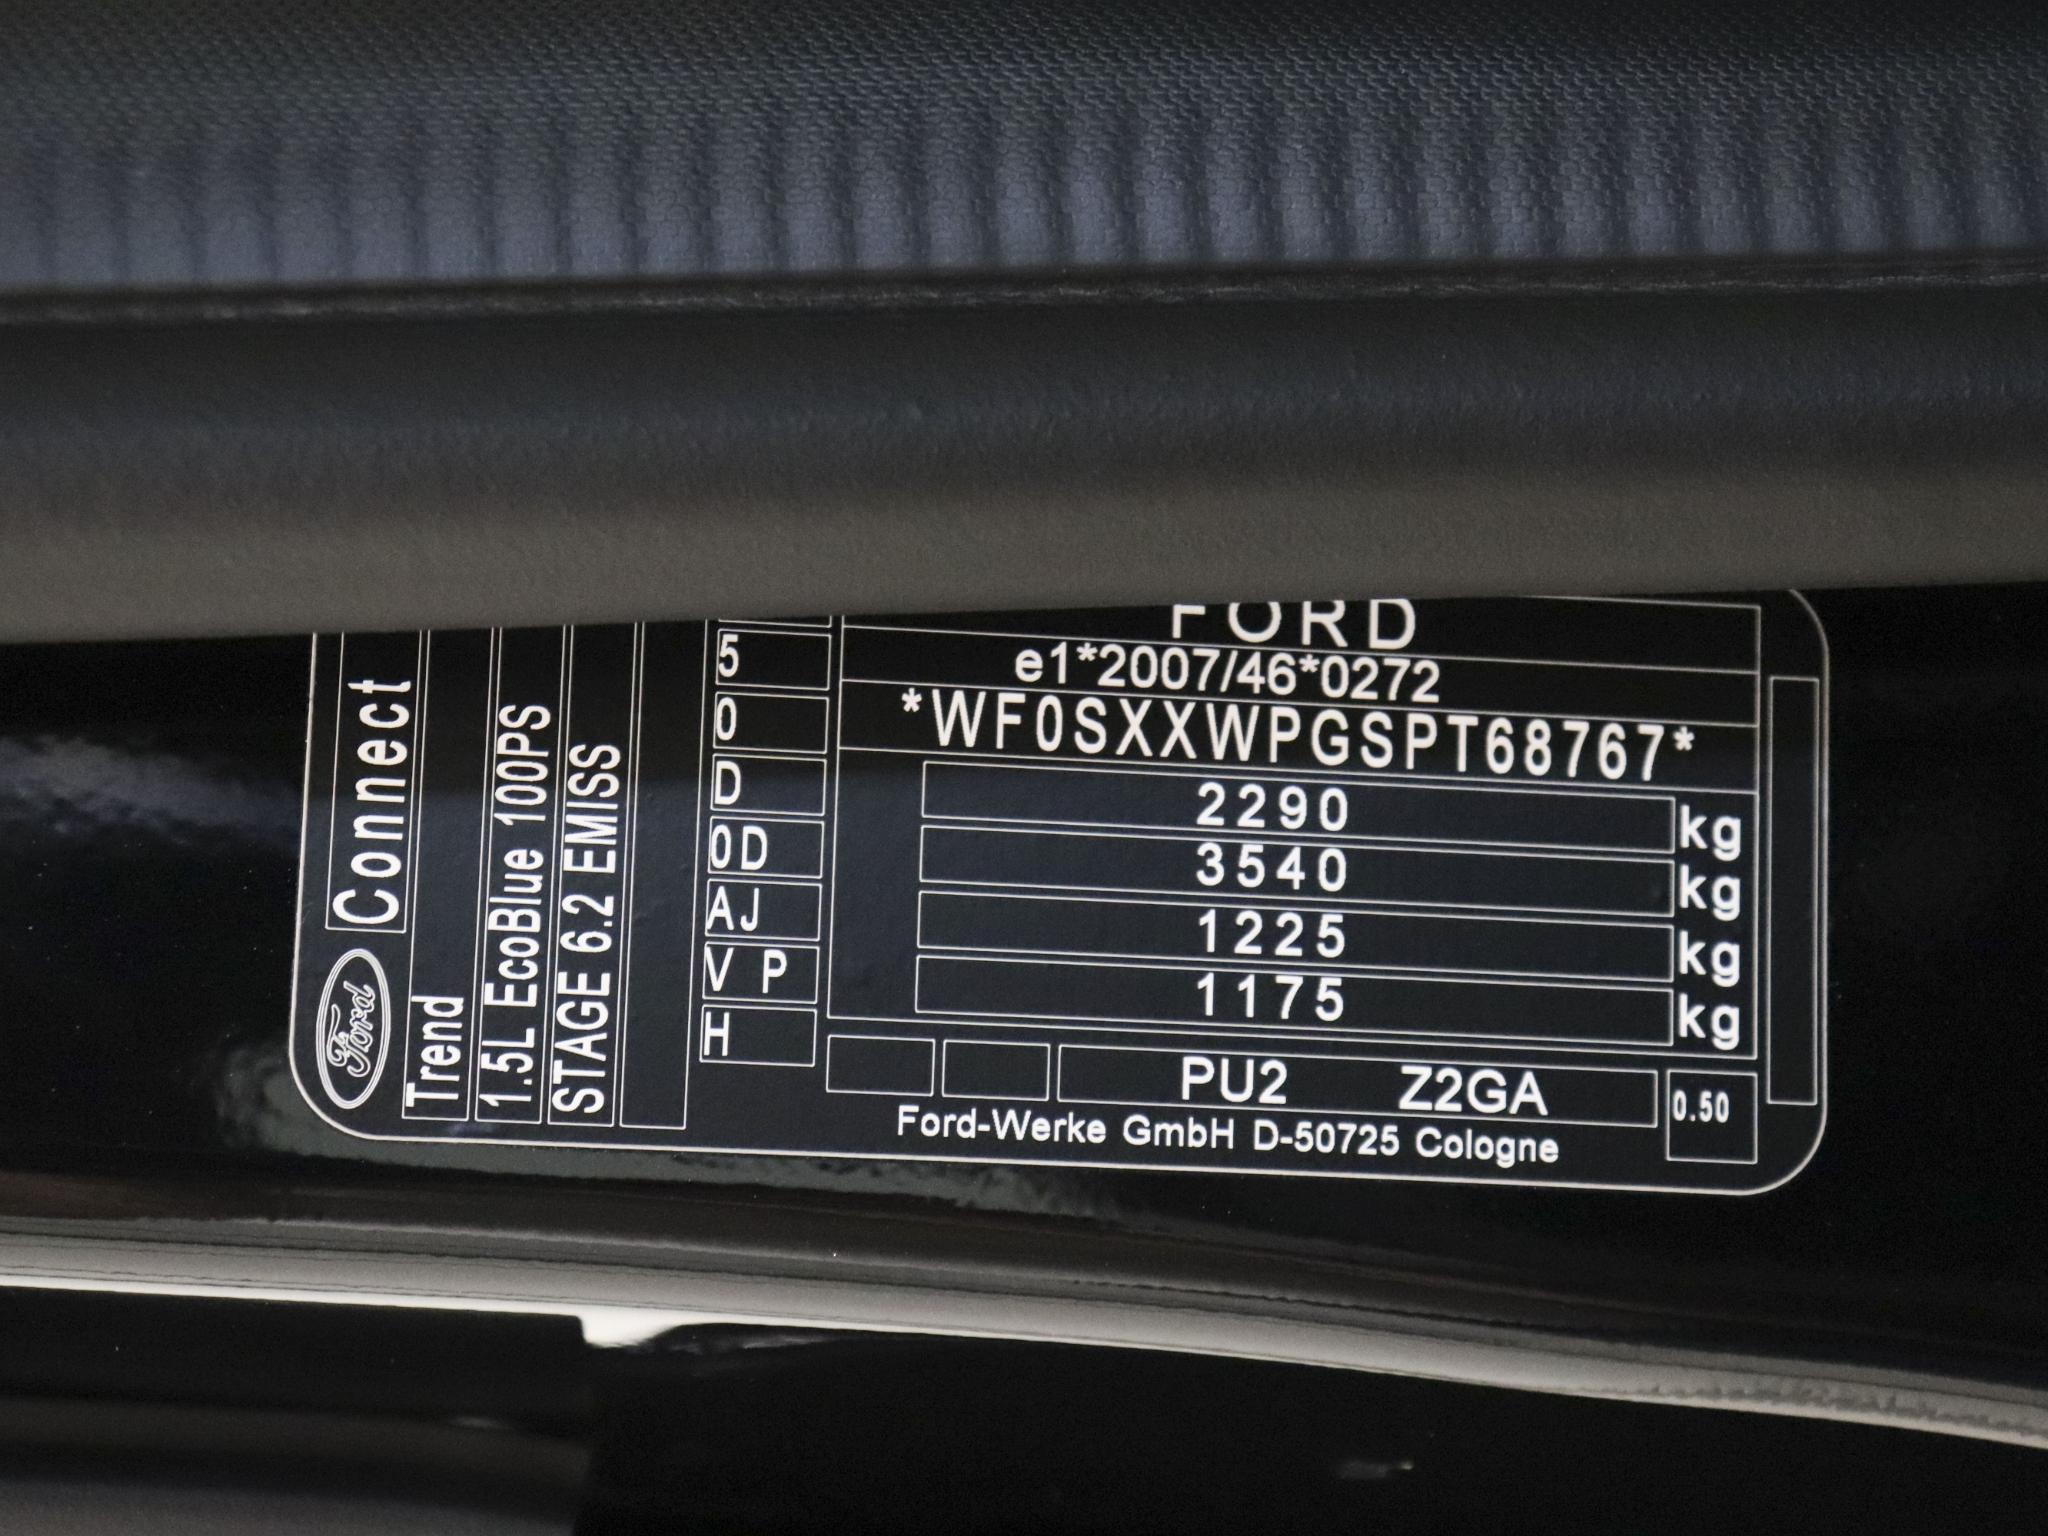 FORD
e1*2007/46*0272
*WF0SXXWPGSPT68767*
2290 kg
3540 kg
1225 kg
1175 kg
PU2 Z2GA
0.50
Ford-Werke GmbH D-50725 Cologne
5
0
D
0D
AJ
V P
H
Ford
Connect
Trend
1.5L EcoBlue 100PS
STAGE 6.2 EMISS